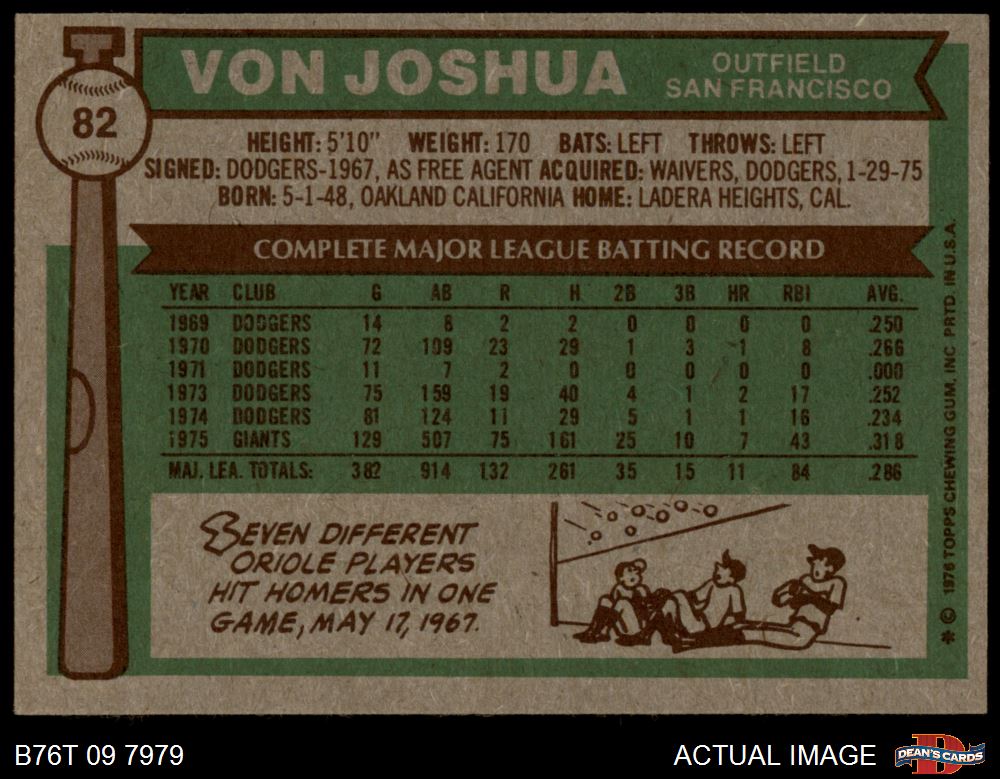 82
VON JOSHUA
OUTFIELD
SAN FRANCISCO
HEIGHT: 5'10" WEIGHT: 170 BATS: LEFT THROWS: LEFT
SIGNED: DODGERS-1967, AS FREE AGENT ACQUIRED: WAIVERS, DODGERS, 1-29-75
BORN: 5-1-48, OAKLAND CALIFORNIA HOME: LADERA HEIGHTS, CAL.
COMPLETE MAJOR LEAGUE BATTING RECORD
YEAR CLUB G AB R H 2B 3B HR RBI AVG.
1969 DODGERS 14 8 2 2 0 0 0 0 .250
1970 DODGERS 72 109 23 29 1 3 1 8 .266
1971 DODGERS 11 7 2 0 0 0 0 0 .000
1973 DODGERS 75 159 19 40 4 1 2 17 .252
1974 DODGERS 81 124 11 29 5 1 1 16 .234
1975 GIANTS 129 507 75 161 25 10 7 43 .318
MAJ. LEA. TOTALS: 382 914 132 261 35 15 11 84 .286
SEVEN DIFFERENT
ORIOLE PLAYERS
HIT HOMERS IN ONE
GAME, MAY 17, 1967.
* © 1976 TOPPS CHEWING GUM, INC. PRTD. IN U.S.A.
B76T 09 7979
ACTUAL IMAGE
D
DEAN'S CARDS